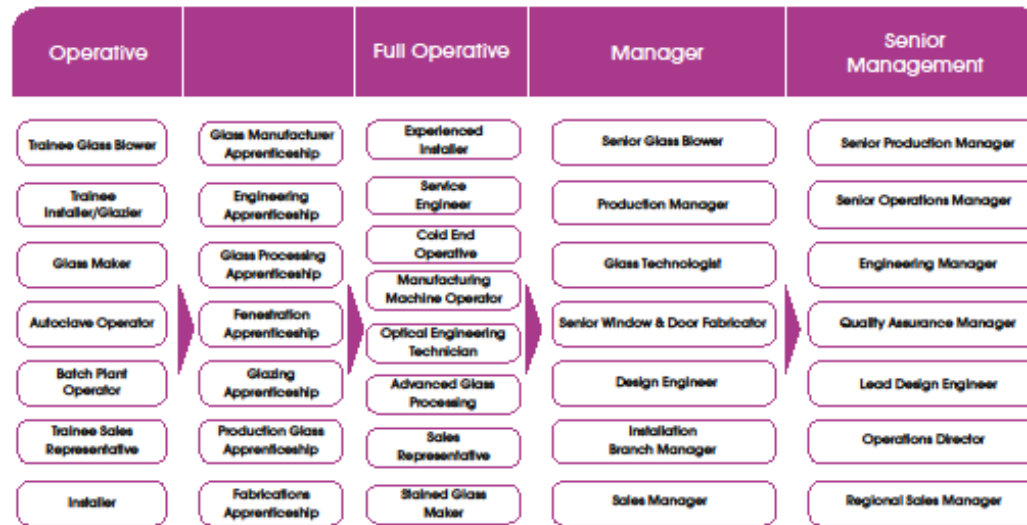 Operative
Full Operative
Manager
Senior
Management
Trainee Glass Blower
Trainee
Installer/Glazier
Glass Maker
Autoclave Operator
Batch Plant
Operator
Trainee Sales
Representative
Installer
Glass Manufacturer
Apprenticeship
Engineering
Apprenticeship
Glass Processing
Apprenticeship
Fenestration
Apprenticeship
Glazing
Apprenticeship
Production Glass
Apprenticeship
Fabrications
Apprenticeship
Experienced
Installer
Service
Engineer
Cold End
Operative
Manufacturing
Machine Operator
Optical Engineering
Technician
Advanced Glass
Processing
Sales
Representative
Stained Glass
Maker
Senior Glass Blower
Production Manager
Glass Technologist
Senior Window & Door Fabricator
Design Engineer
Installation
Branch Manager
Sales Manager
Senior Production Manager
Senior Operations Manager
Engineering Manager
Quality Assurance Manager
Lead Design Engineer
Operations Director
Regional Sales Manager